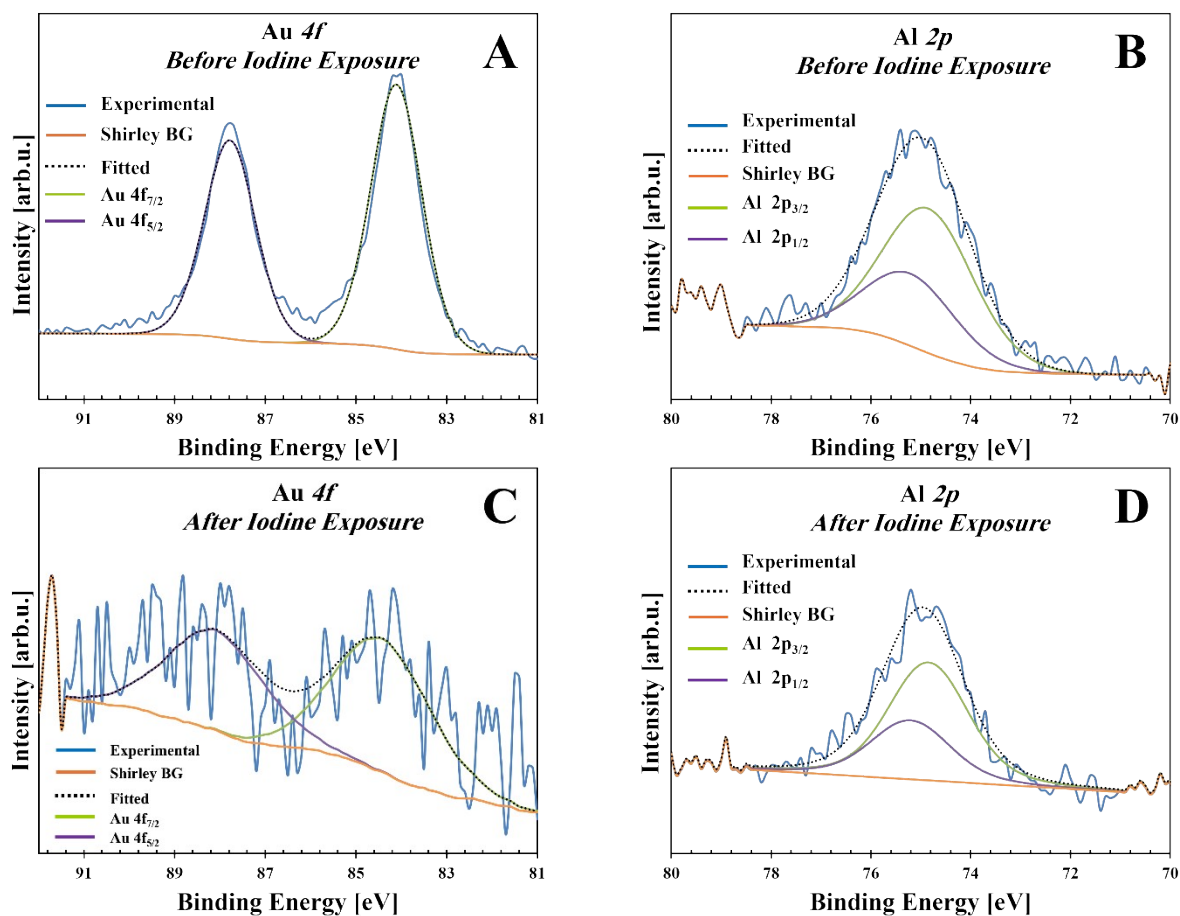 Au 4f
Before Iodine Exposure
A
Experimental
Shirley BG
Fitted
Au 4f7/2
Au 4f5/2
Intensity [arb.u.]
91 89 87 85 83 81
Binding Energy [eV]
Al 2p
Before Iodine Exposure
B
Experimental
Fitted
Shirley BG
Al 2p3/2
Al 2p1/2
Intensity [arb.u.]
80 78 76 74 72 70
Binding Energy [eV]
Au 4f
After Iodine Exposure
C
Intensity [arb.u.]
Experimental
Shirley BG
Fitted
Au 4f7/2
Au 4f5/2
91 89 87 85 83 81
Binding Energy [eV]
Al 2p
After Iodine Exposure
D
Experimental
Fitted
Shirley BG
Al 2p3/2
Al 2p1/2
Intensity [arb.u.]
80 78 76 74 72 70
Binding Energy [eV]